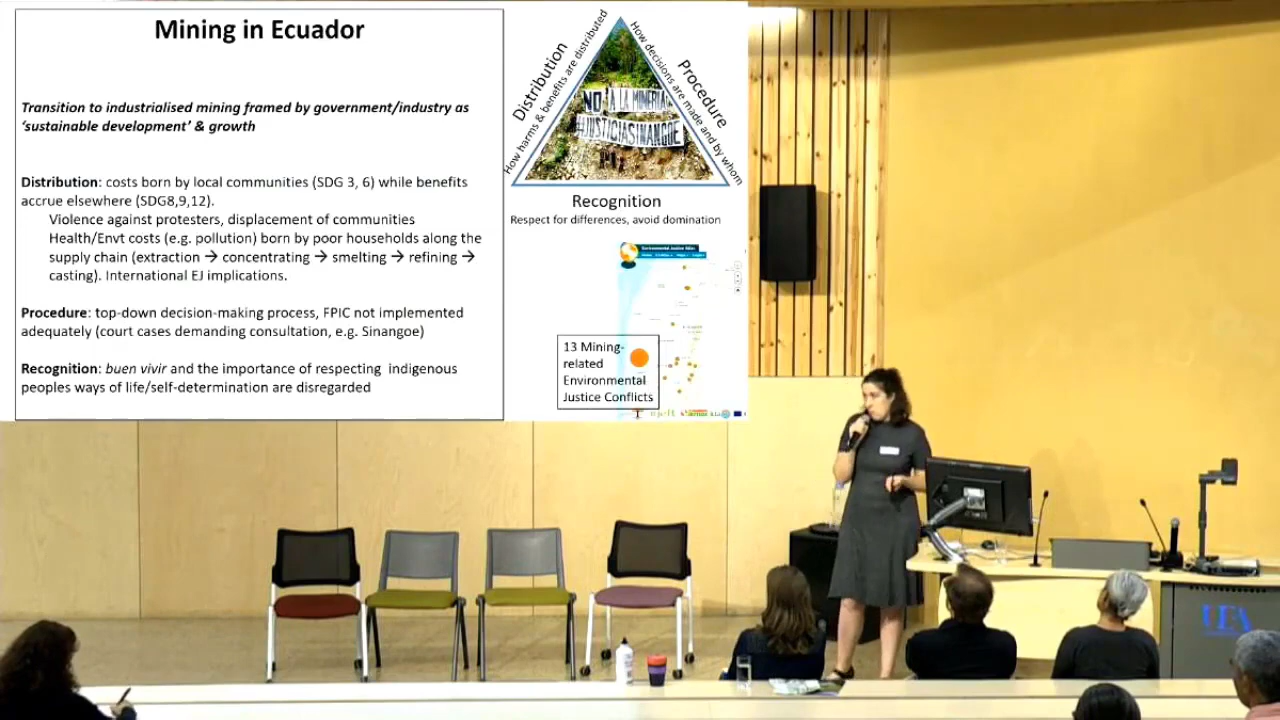 Mining in Ecuador
Transition to industrialised mining framed by government/industry as
‘sustainable development’ & growth
Distribution: costs born by local communities (SDG 3, 6) while benefits
accrue elsewhere (SDG8,9,12).
Violence against protesters, displacement of communities
Health/Envt costs (e.g. pollution) born by poor households along the
supply chain (extraction → concentrating → smelting → refining →
casting). International EJ implications.
Procedure: top-down decision-making process, FPIC not implemented
adequately (court cases demanding consultation, e.g. Sinangoe)
Recognition: buen vivir and the importance of respecting indigenous
peoples ways of life/self-determination are disregarded
Distribution
How harms & benefits are distributed
Procedure
How decisions are made and by whom
NO A LA MINERIA
#JUSTICIASINANGOE
Recognition
Respect for differences, avoid domination
Environmental Justice Atlas
13 Mining-
related
Environmental
Justice Conflicts
UEA